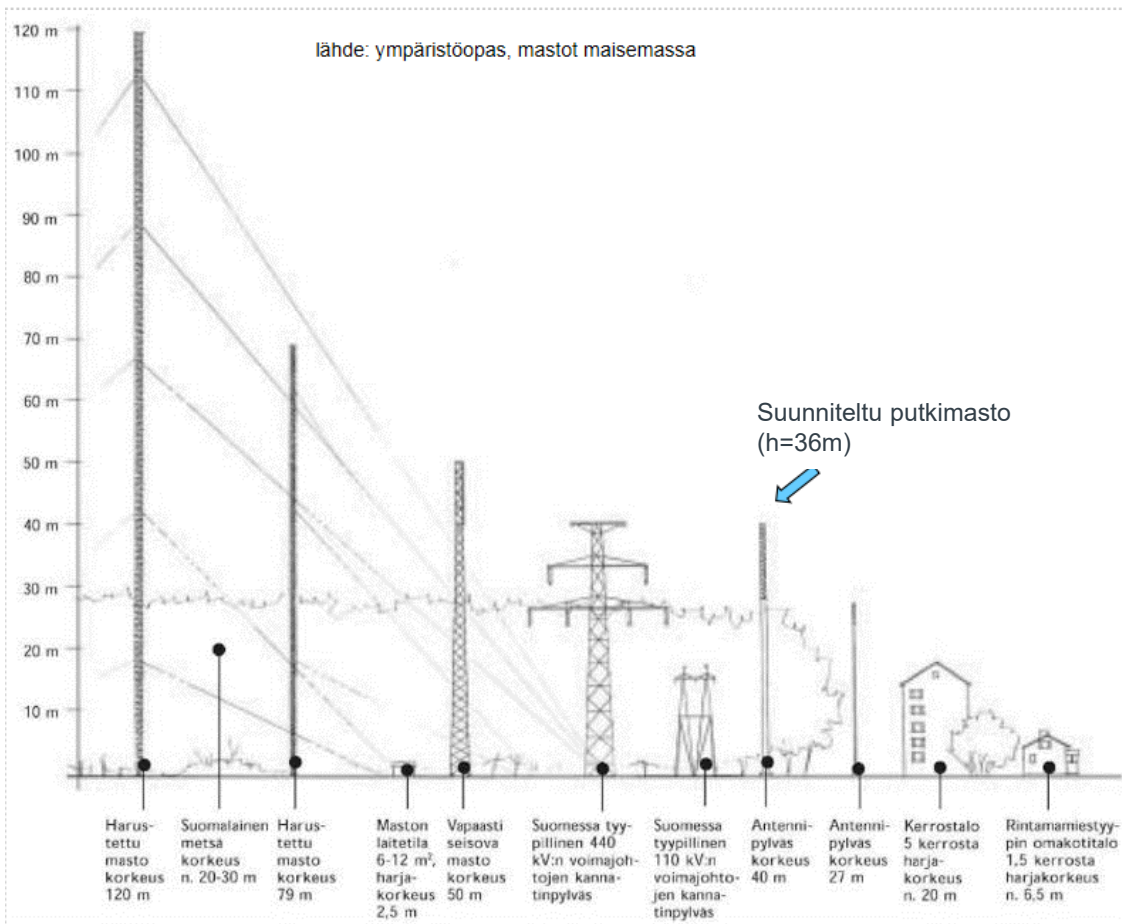 lähde: ympäristöopas, mastot maisemassa
120 m
110 m
100 m
90 m
80 m
70 m
60 m
50 m
40 m
30 m
20 m
10 m
Suunniteltu putkimasto
(h=36m)
Harus-
tettu
masto
korkeus
120 m
Suomalainen
metsä
korkeus
n. 20-30 m
Harus-
tettu
masto
korkeus
79 m
Maston
laitetila
6-12 m²,
harja-
korkeus
2,5 m
Vapaasti
seisova
masto
korkeus
50 m
Suomessa ty-
pillinen 440
kV:n voimajoh-
tojen kanna-
tinpylväs
Suomessa
tyypillinen
110 kV:n
voimajohto-
jen kanna-
tinpylväs
Antenni-
pylväs
korkeus
40 m
Antenni-
pylväs
korkeus
27 m
Kerrostalo
5 kerrosta
harja-
korkeus
n. 20 m
Rintamamiestyy-
pin omakotitalo
1,5 kerrosta
harjakorkeus
n. 6,5 m